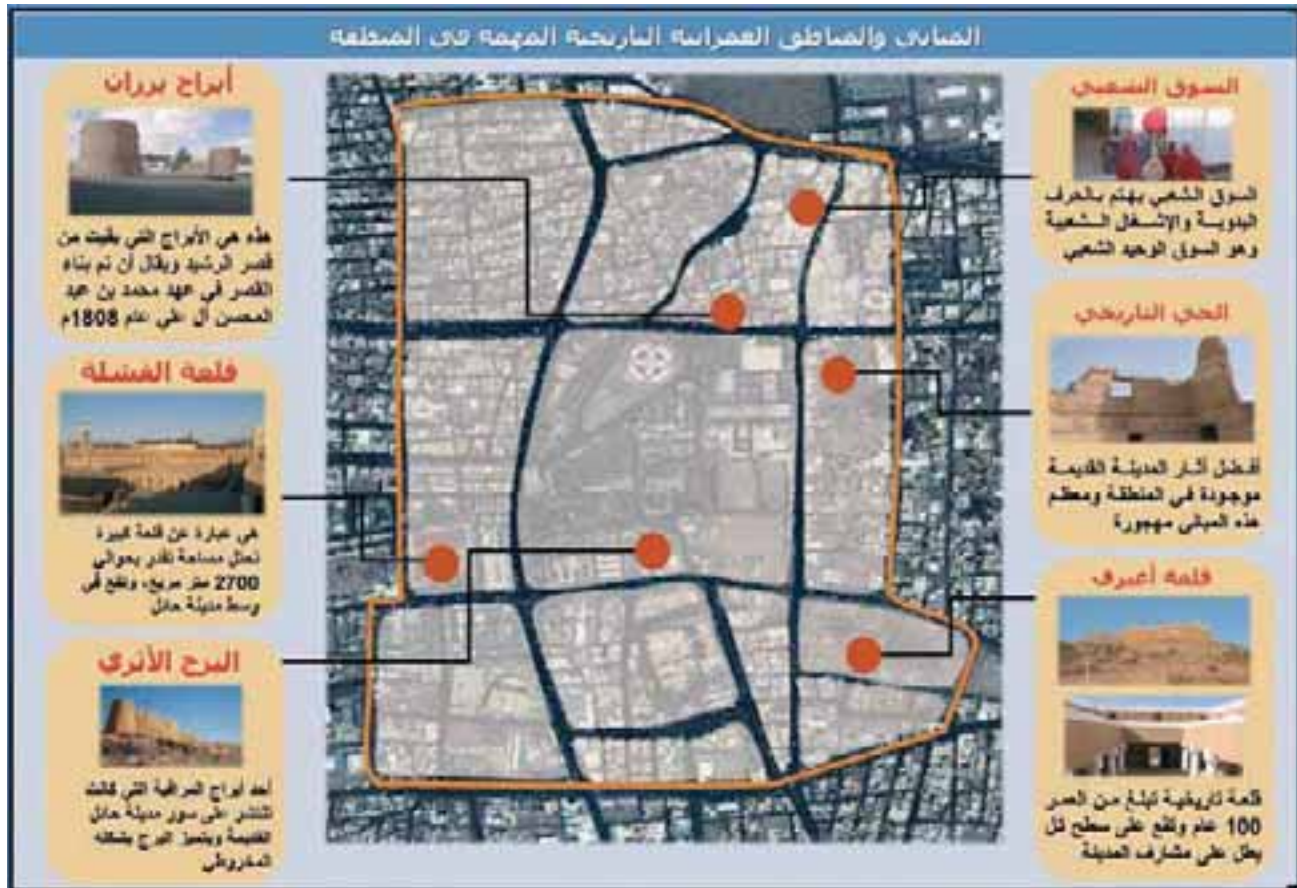 المباني والمناطق العمرانية التاريخية المهمة في المنطقة
السوق الشعبي
السوق الشعبي يهتم بالحرف
البدوية والإشغال الشعبية
وهو السوق الوحيد الشعبي
الحي التاريخي
أفضل آثار المدينة القديمة
موجودة في المنطقة ومعظم
هذه المباني مهجورة
قلعة أعيرف
قلعة تاريخية تبلغ من العمر
100 عام وتقع على سطح تل
يطل على مشارف المدينة
أبراج برزان
هذه هي الأبراج التي بقيت من
قصر الرشيد ويقال أن تم بناء
القصر في عهد محمد بن عبد
المحسن آل علي عام 1808م
قلعة القشلة
هي عبارة عن قلعة كبيرة
تحتل مساحة تقدر بحوالي
2700 متر مربع، وتقع في
وسط مدينة حائل
البرج الأثري
أحد أبراج المراقبة التي كانت
تنتشر على سور مدينة حائل
القديمة ويتميز البرج بشكله
المخروطي